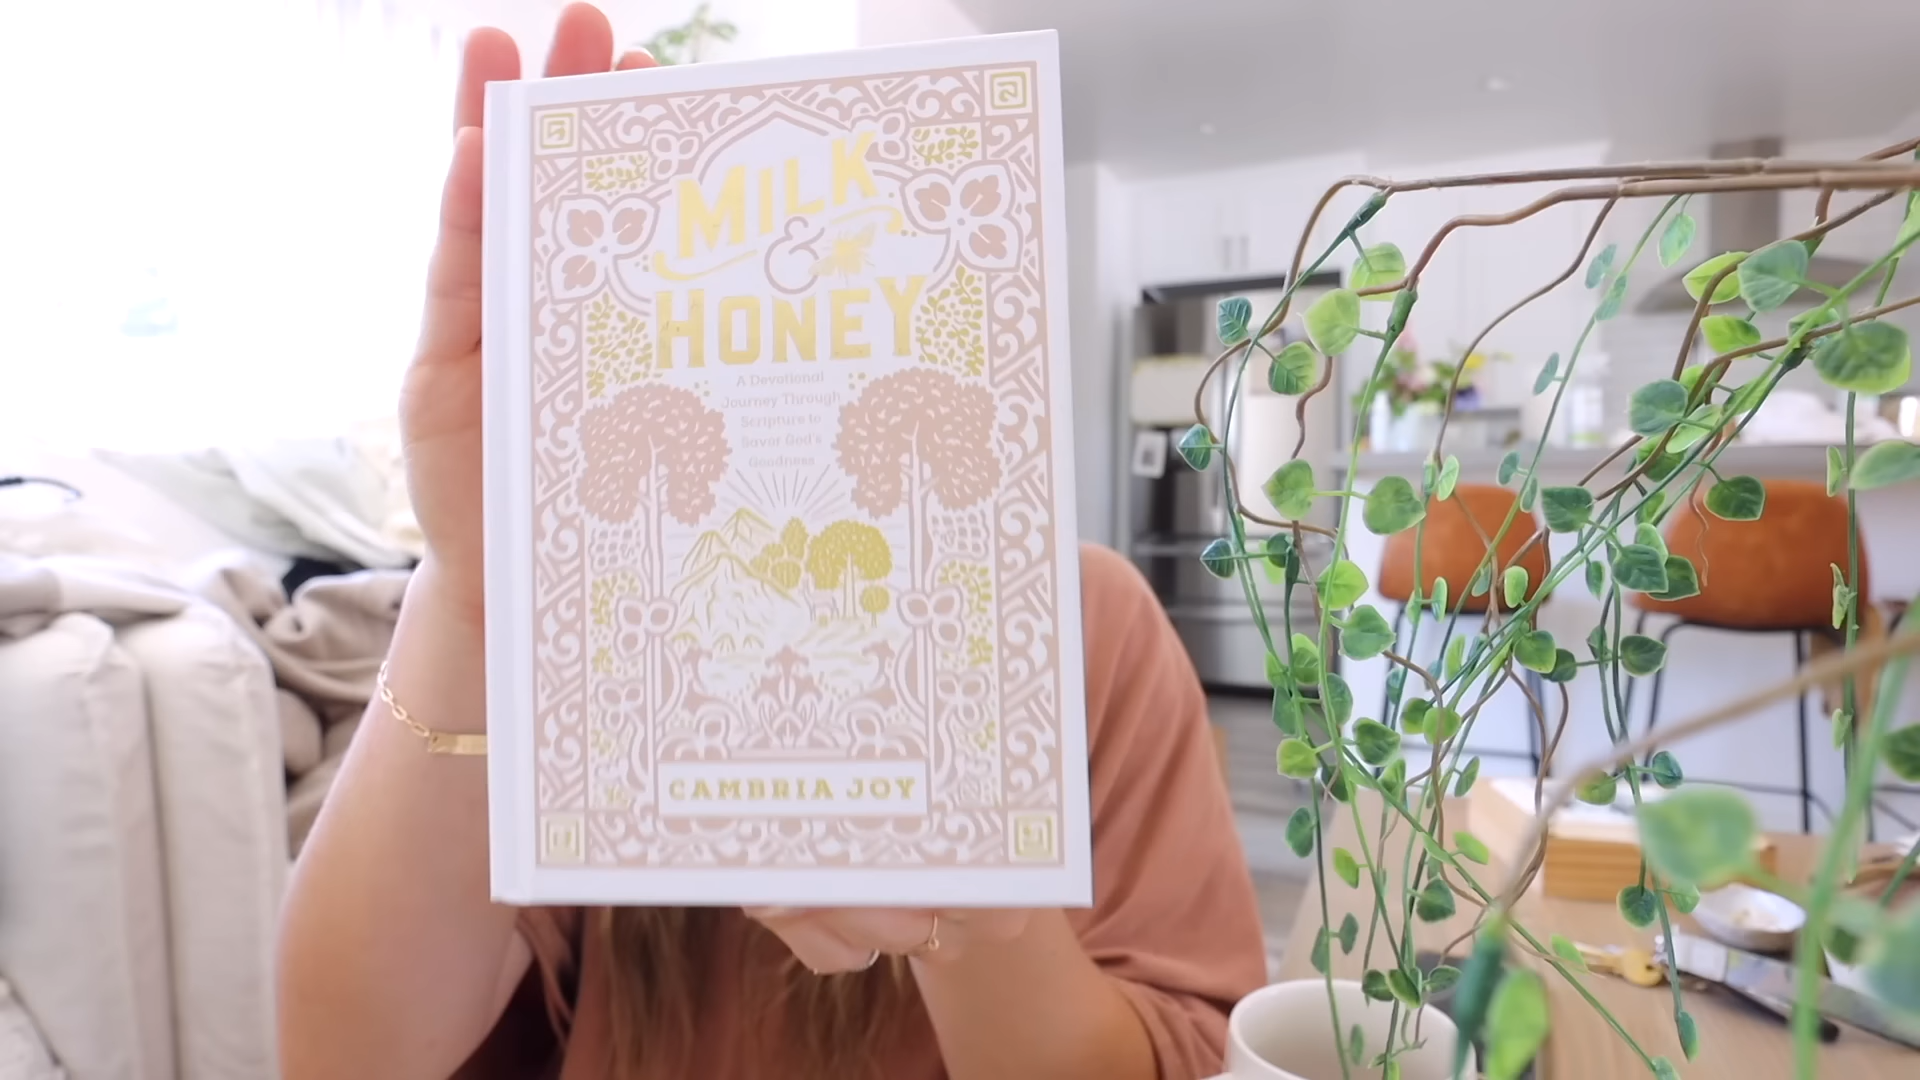 MILK
&
HONEY
A Devotional
Journey Through
Scripture to
Savor God's
Goodness
CAMBRIA JOY